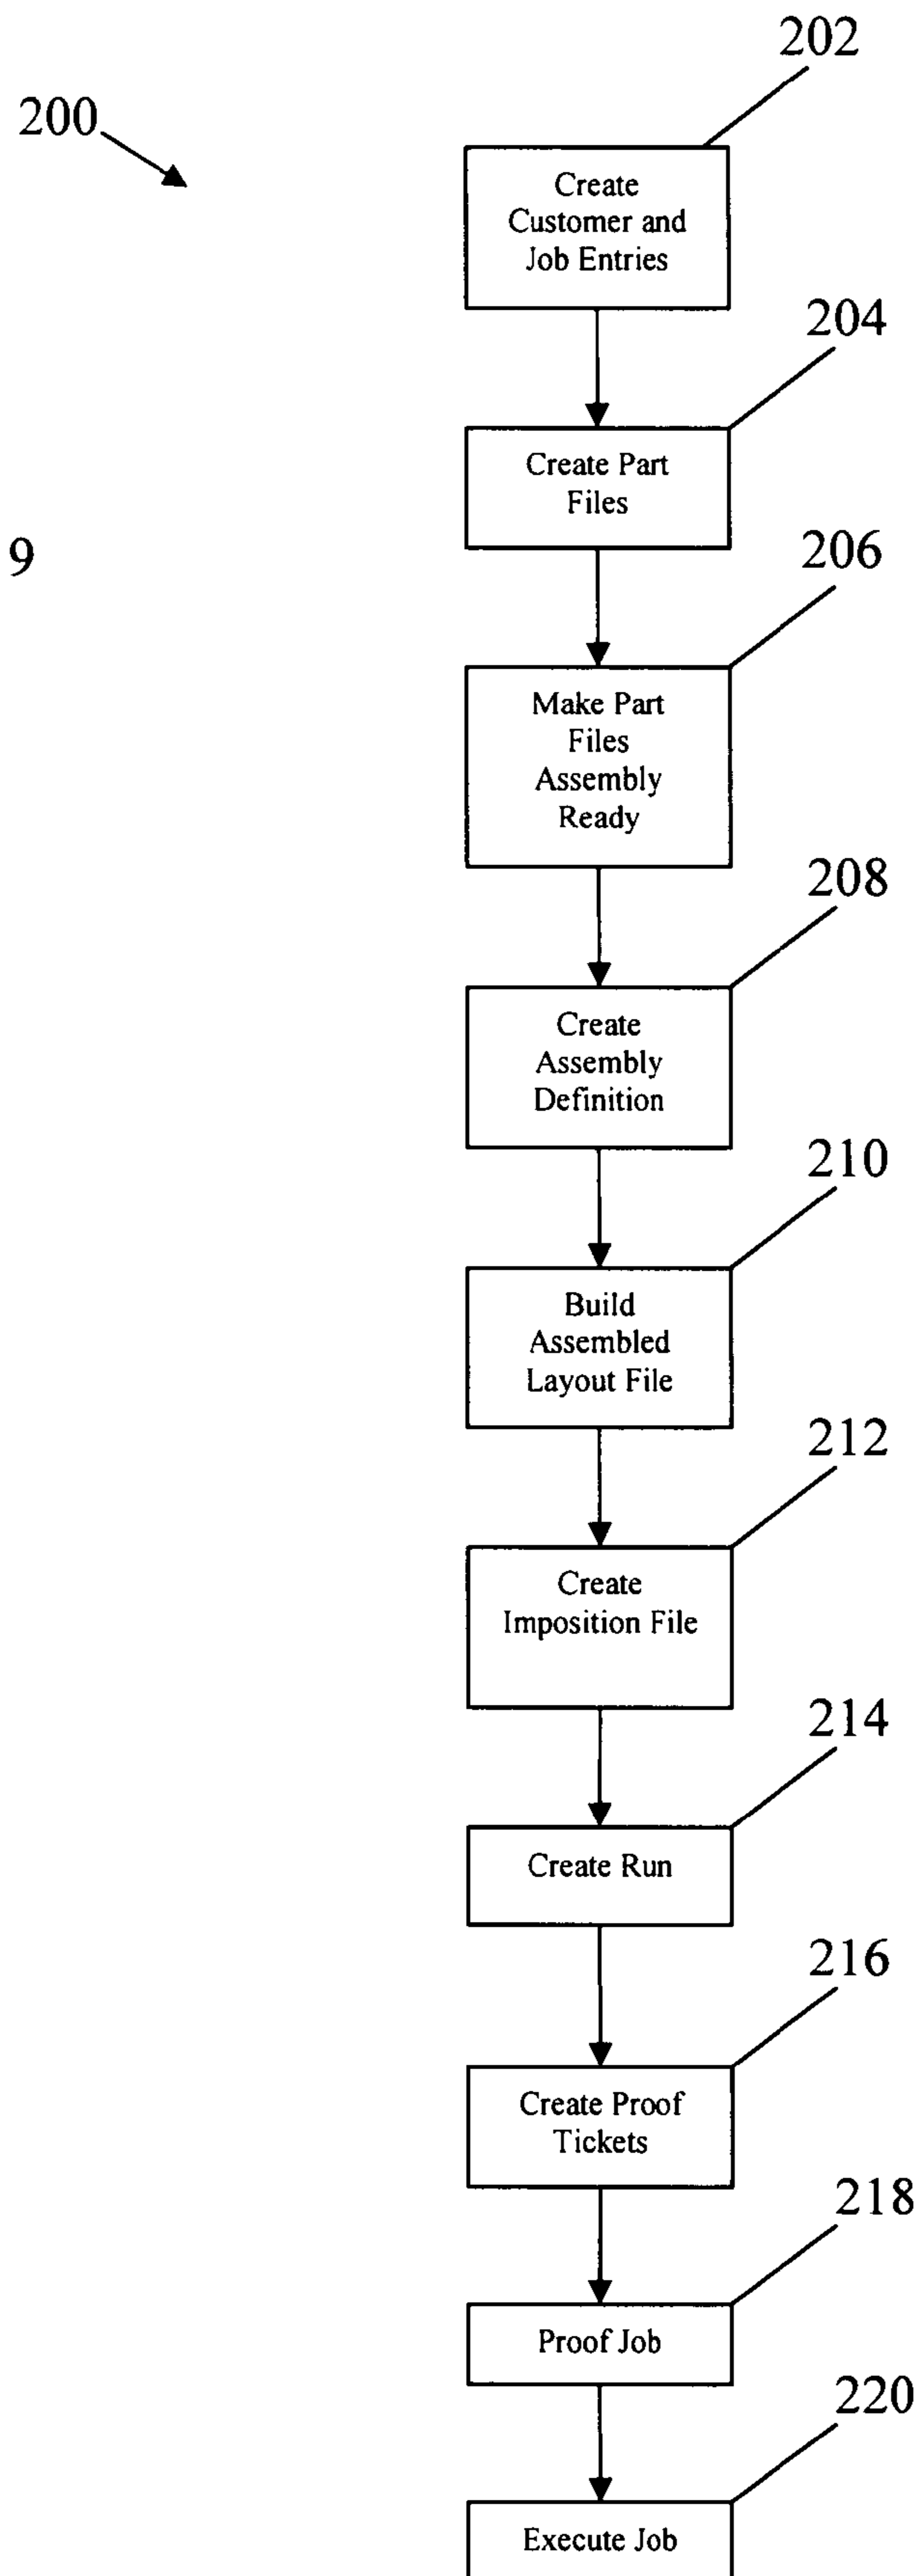 202
200
Create
Customer and
Job Entries
204
Create Part
Files
9
206
Make Part
Files
Assembly
Ready
208
Create
Assembly
Definition
210
Build
Assembled
Layout File
212
Create
Imposition File
214
Create Run
216
Create Proof
Tickets
218
Proof Job
220
Execute Job